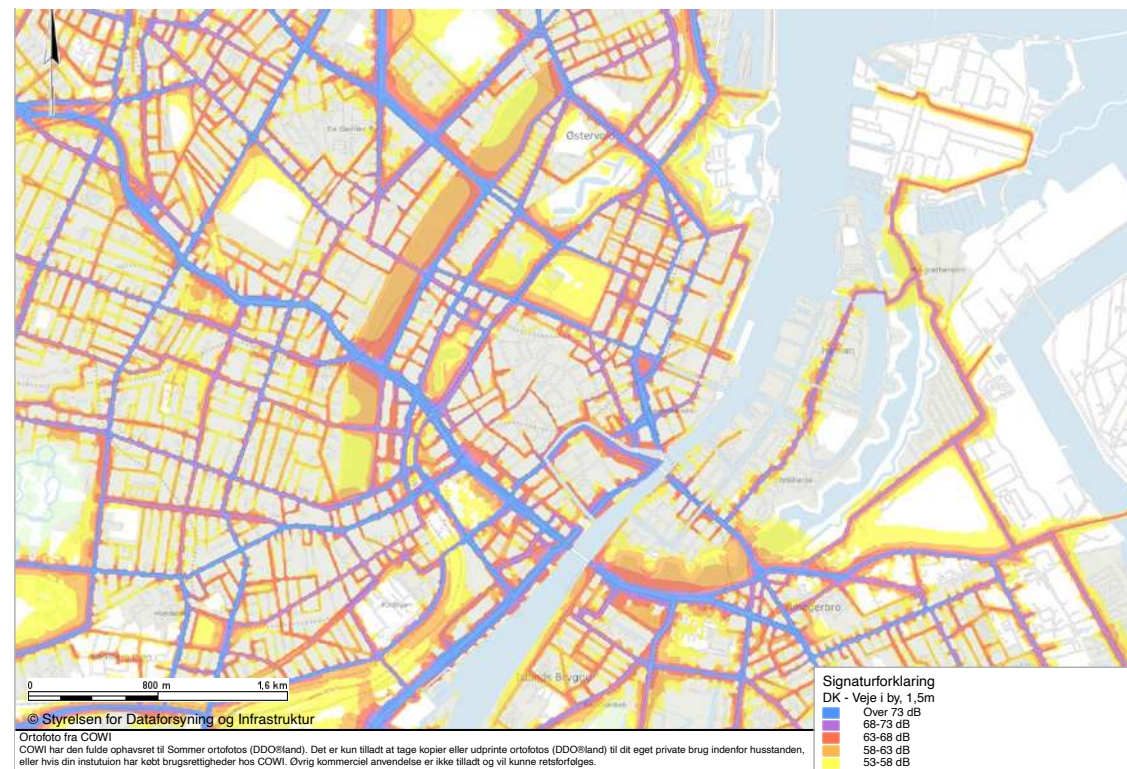 Østervold
Holmen
Amagerbro
Islands Brygge
0 800 m 1,6 km
© Styrelsen for Dataforsyning og Infrastruktur
Ortofoto fra COWI
COWI har den fulde ophavsret til Sommer ortofotos (DDO®land). Det er kun tilladt at tage kopier eller udprinte ortofotos (DDO®land) til dit eget private brug indenfor husstanden,
eller hvis din instutuion har købt brugsrettigheder hos COWI. Øvrig kommerciel anvendelse er ikke tilladt og vil kunne retsforfølges.
Signaturforklaring
DK - Veje i by, 1,5m
Over 73 dB
68-73 dB
63-68 dB
58-63 dB
53-58 dB